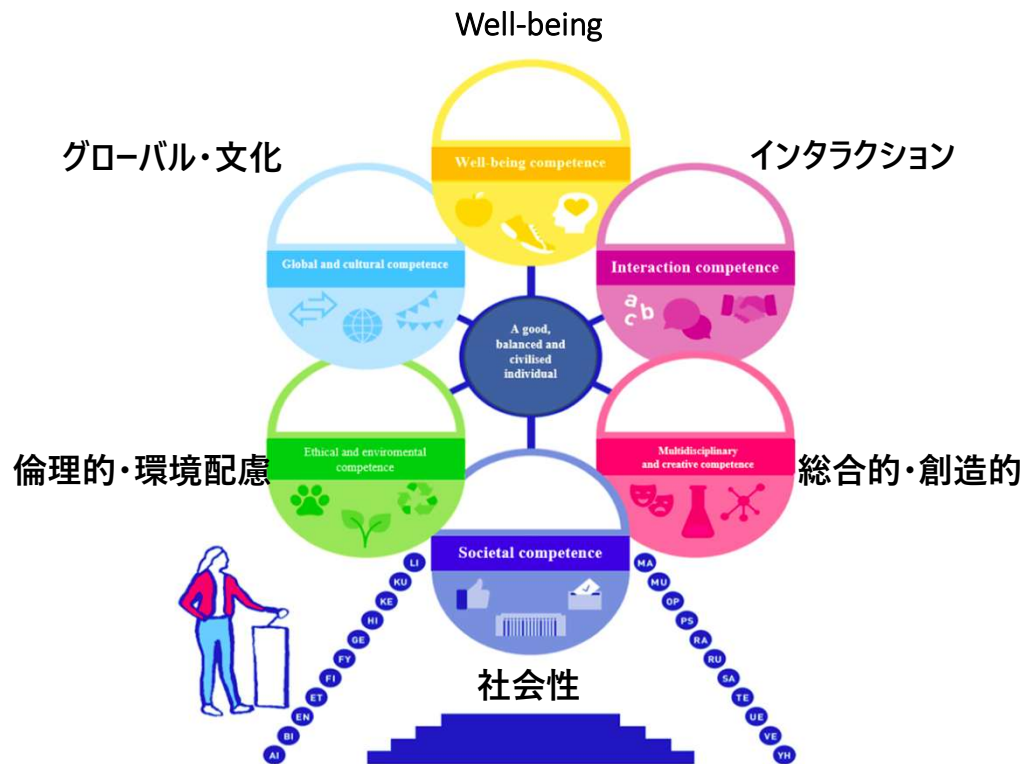 Well-being
グローバル・文化
インタラクション
Well-being competence
Global and cultural competence
Interaction competence
a
b
c
A good,
balanced and
civilised
individual
倫理的・環境配慮
Ethical and enviromental
competence
Multidisciplinary
and creative competence
総合的・創造的
Societal competence
社会性
LI
KU
KE
HI
GE
FY
FI
ET
EN
BI
AI
MA
MU
OP
PS
RA
RU
SA
TE
UE
VE
YH